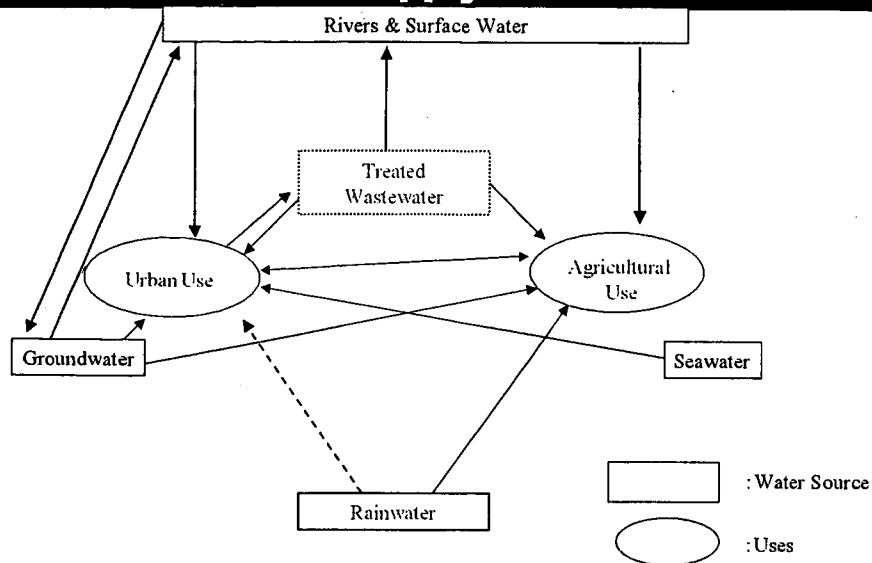 Rivers & Surface Water
Treated
Wastewater
Urban Use
Agricultural
Use
Groundwater
Seawater
Rainwater
: Water Source
: Uses